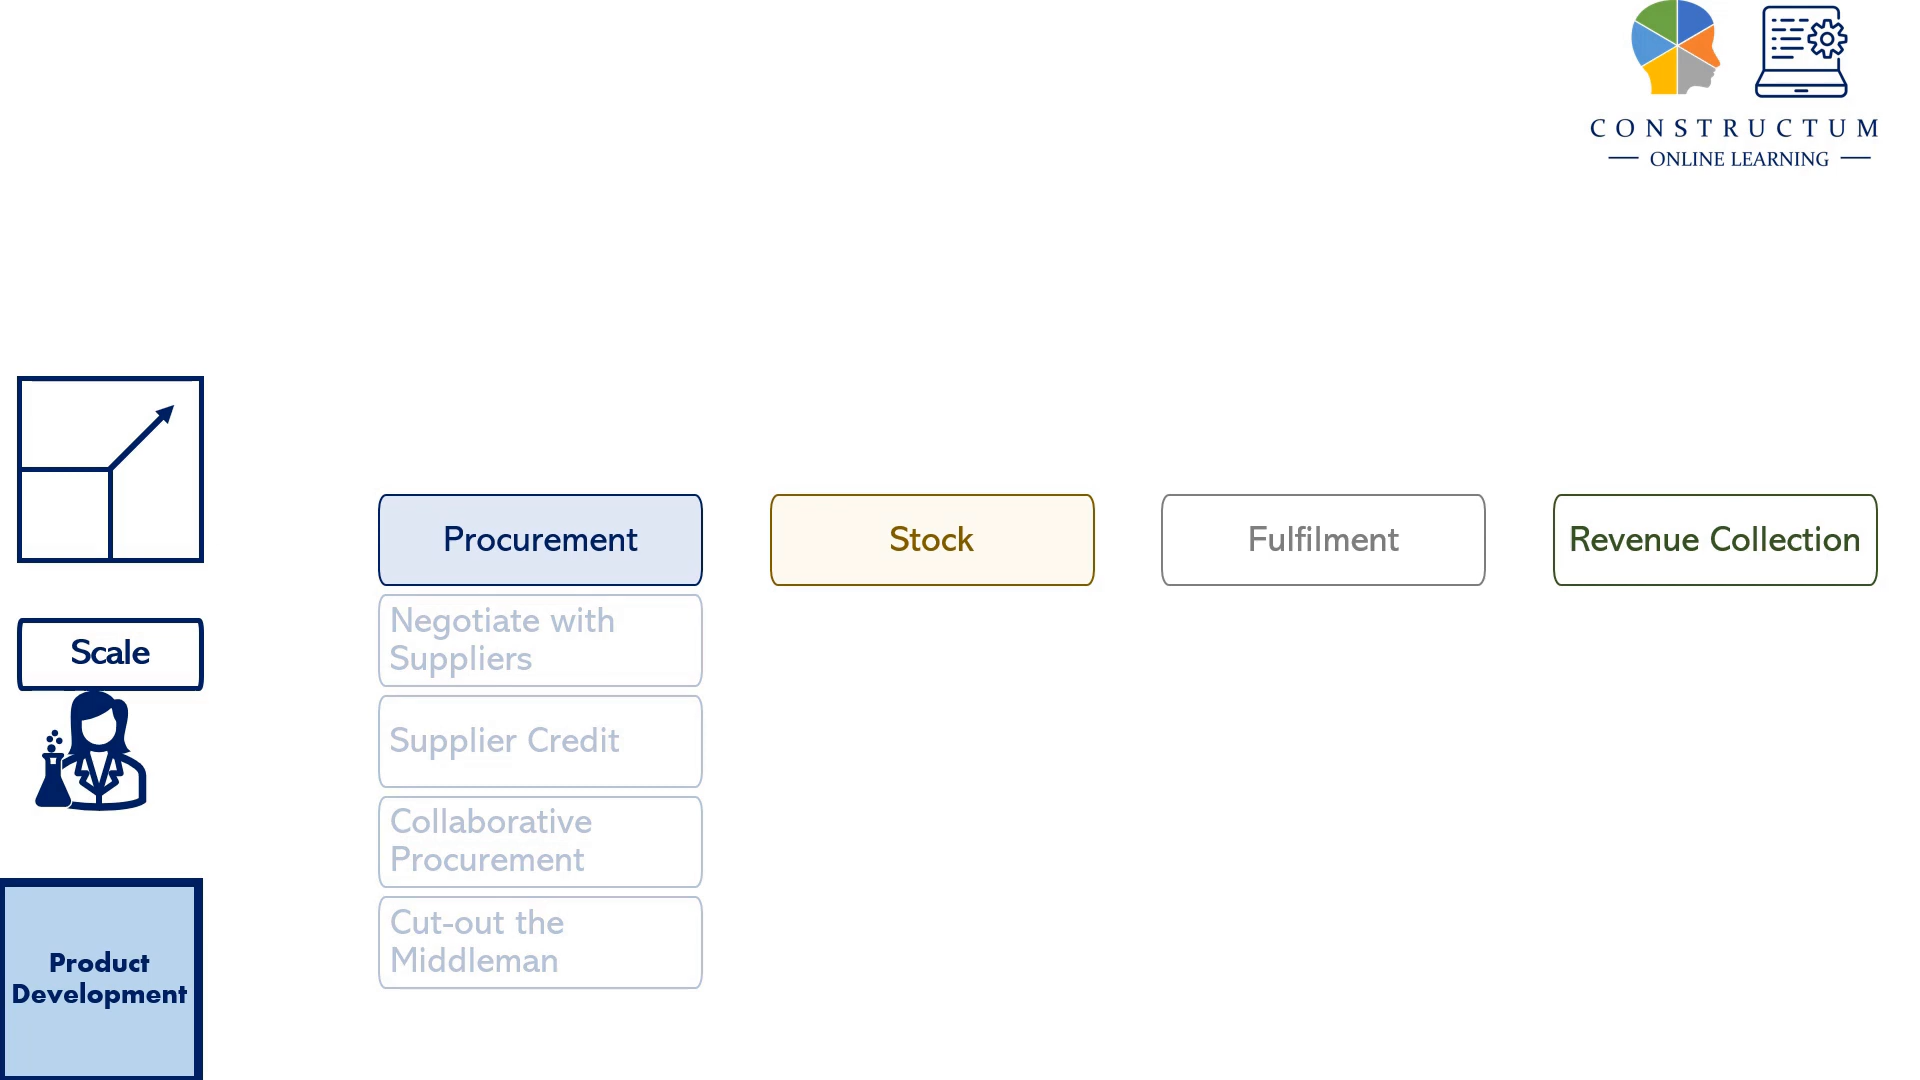 CONSTRUCTUM
ONLINE LEARNING
Scale
Product
Development
Procurement
Negotiate with
Suppliers
Supplier Credit
Collaborative
Procurement
Cut-out the
Middleman
Stock
Fulfilment
Revenue Collection